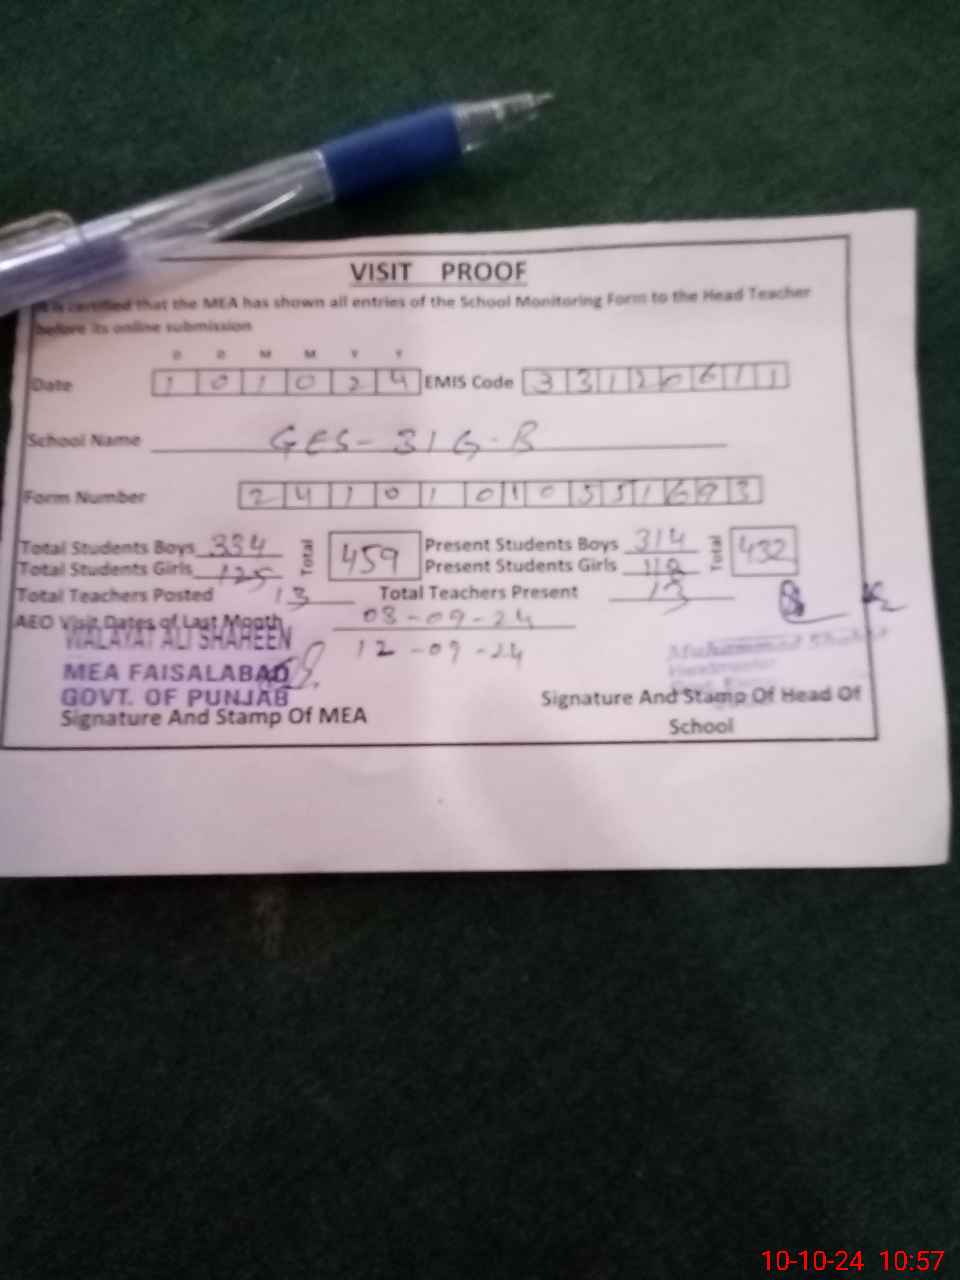 VISIT PROOF
It is certified that the MEA has shown all entries of the School Monitoring Form to the Head Teacher
before its online submission
D D M M Y Y
Date 1 0 1 0 2 4 EMIS Code 3 3 1 2 0 6 1 1
School Name GES-31G.B
Form Number 2 4 1 0 1 0 1 0 5 5 1 6 9 3
Total Students Boys 334 Total 459 Present Students Boys 314 Total 432
Total Students Girls 125 Present Students Girls
Total Teachers Posted 13 Total Teachers Present 13
AEO Visit Dates of Last Month 03-09-24
12-09-24
WALAYAT ALI SHAHEEN
MEA FAISALABAD
GOVT. OF PUNJAB
Signature And Stamp Of MEA
Muhammad
Headmaster
Signature And Stamp Of Head Of
School
10-10-24 10:57